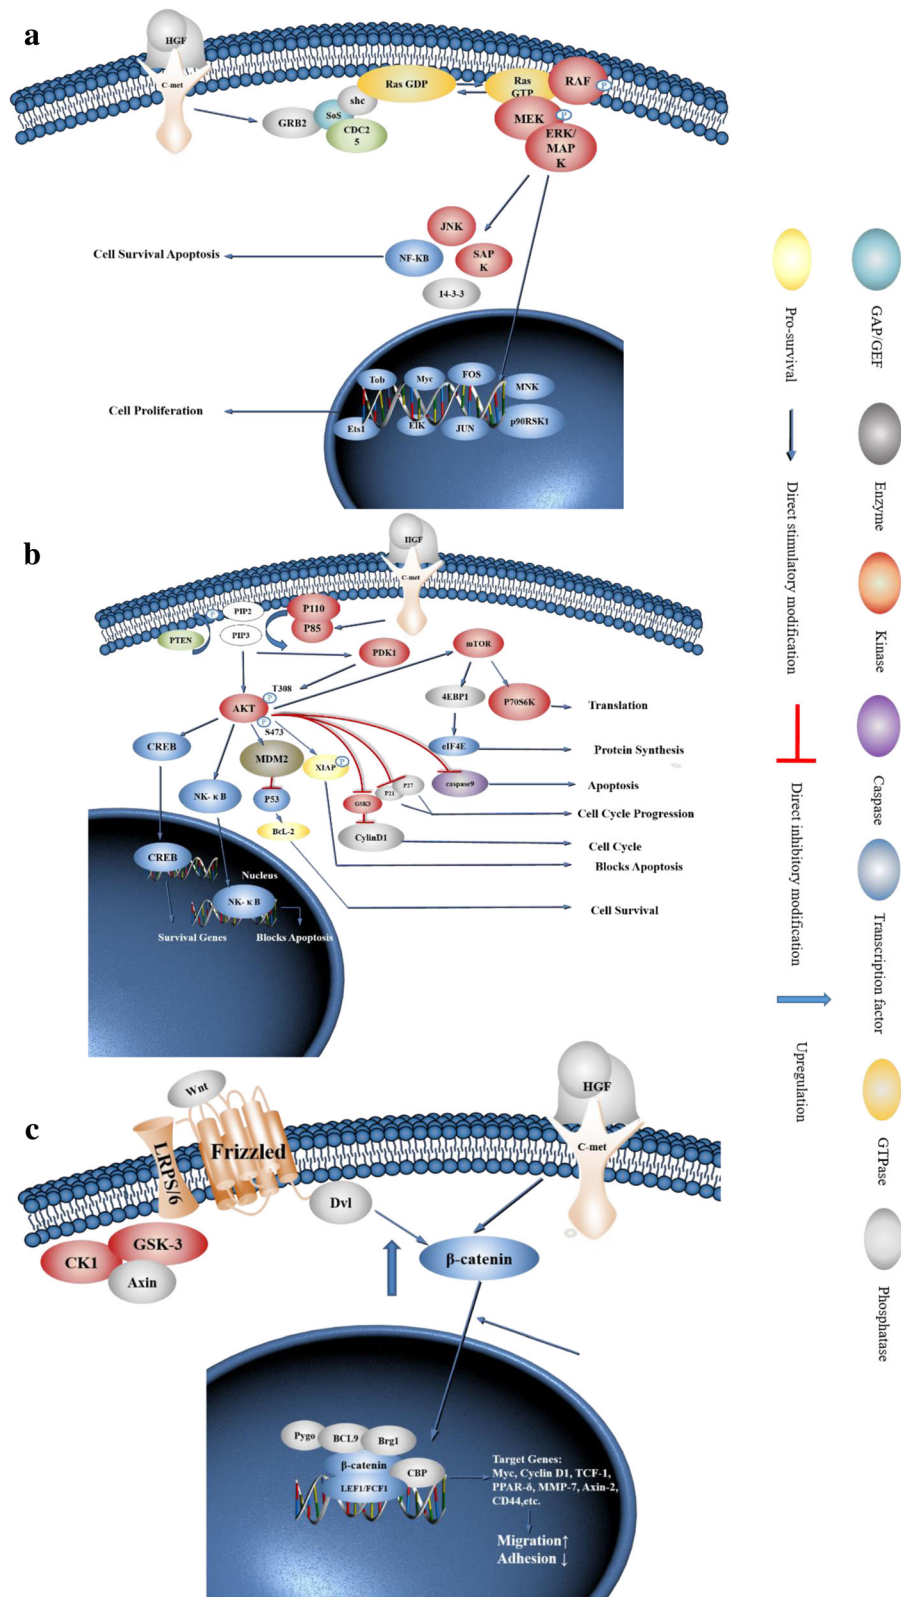 a
HGF
C-met
GRB2
SoS
shc
CDC2
5
Ras GDP
Ras
GTP
RAF
P
MEK
P
ERK/
MAP
K
JNK
NF-KB
SAP
K
14-3-3
Cell Survival Apoptosis
Cell Proliferation
Tob
Myc
FOS
MNK
Ets1
ElK
JUN
p90RSK1
b
HGF
C-met
PIP2
P
PTEN
PIP3
P110
P85
PDK1
mTOR
T308
P
AKT
P
S473
4EBP1
P70S6K
Translation
CREB
MDM2
XIAP
P
eIF4E
Protein Synthesis
NK-κB
P53
GSK3
P21
P27
caspase9
Apoptosis
Cell Cycle Progression
BcL-2
CylinD1
Cell Cycle
CREB
Nucleus
Blocks Apoptosis
NK-κB
Cell Survival
Survival Genes
Blocks Apoptosis
c
Wnt
LRPS/6
Frizzled
HGF
C-met
Dvl
CK1
GSK-3
Axin
β-catenin
Pygo
BCL9
Brg1
β-catenin
CBP
LEF1/FCF1
Target Genes:
Myc, Cyclin D1, TCF-1,
PPAR-δ, MMP-7, Axin-2,
CD44,etc.
Migration↑
Adhesion ↓
Pro-survival
Direct stimulatory modification
Direct inhibitory modification
Upregulation
GAP/GEF
Enzyme
Kinase
Caspase
Transcription factor
GTPase
Phosphatase